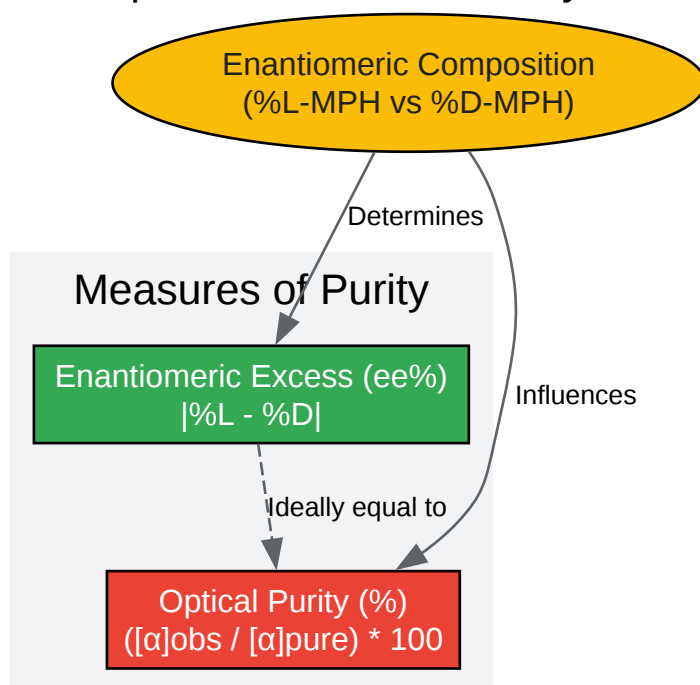 Enantiomeric Composition
(%L-MPH vs %D-MPH)
Determines
Measures of Purity
Enantiomeric Excess (ee%)
|%L - %D|
Influences
Ideally equal to
Optical Purity (%)
([α]obs / [α]pure) * 100